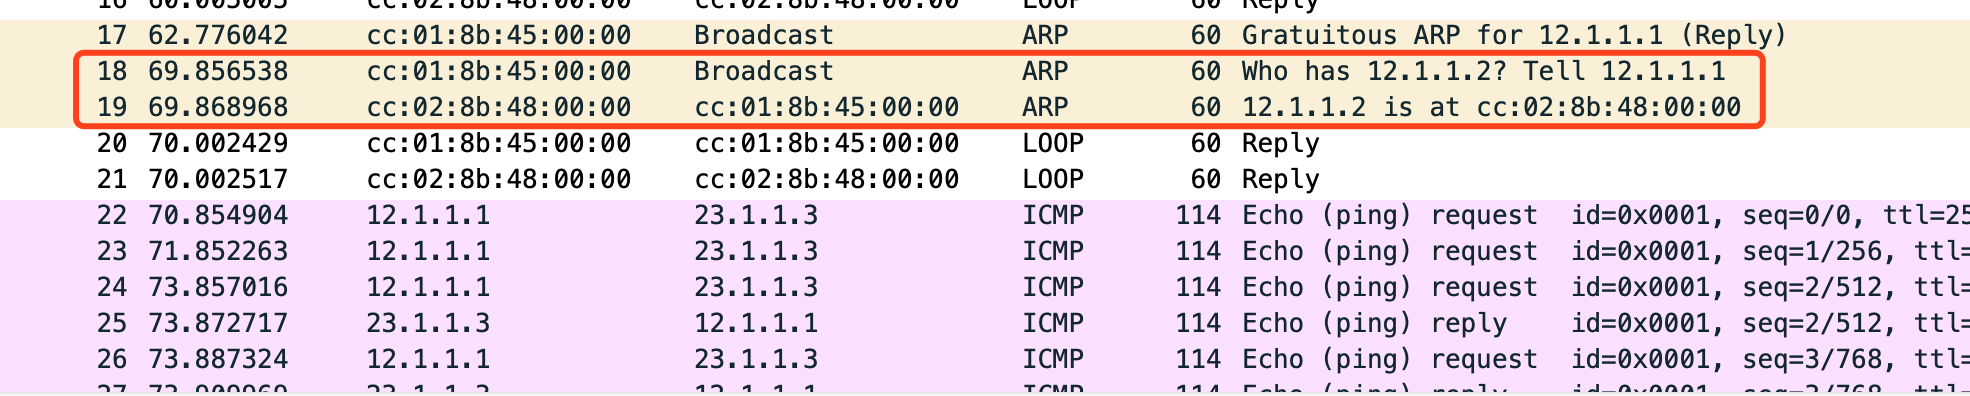 16 60.005005 cc:02:8b:48:00:00 cc:02:8b:48:00:00 LOOP 60 Reply
17 62.776042 cc:01:8b:45:00:00 Broadcast ARP 60 Gratuitous ARP for 12.1.1.1 (Reply)
18 69.856538 cc:01:8b:45:00:00 Broadcast ARP 60 Who has 12.1.1.2? Tell 12.1.1.1
19 69.868968 cc:02:8b:48:00:00 cc:01:8b:45:00:00 ARP 60 12.1.1.2 is at cc:02:8b:48:00:00
20 70.002429 cc:01:8b:45:00:00 cc:01:8b:45:00:00 LOOP 60 Reply
21 70.002517 cc:02:8b:48:00:00 cc:02:8b:48:00:00 LOOP 60 Reply
22 70.854904 12.1.1.1 23.1.1.3 ICMP 114 Echo (ping) request id=0x0001, seq=0/0, ttl=25
23 71.852263 12.1.1.1 23.1.1.3 ICMP 114 Echo (ping) request id=0x0001, seq=1/256, ttl=
24 73.857016 12.1.1.1 23.1.1.3 ICMP 114 Echo (ping) request id=0x0001, seq=2/512, ttl=
25 73.872717 23.1.1.3 12.1.1.1 ICMP 114 Echo (ping) reply id=0x0001, seq=2/512, ttl=
26 73.887324 12.1.1.1 23.1.1.3 ICMP 114 Echo (ping) request id=0x0001, seq=3/768, ttl=
27 23.1.1.3 12.1.1.1 ICMP 114 Echo (ping) reply id=0x0001, seq=3/768, ttl=